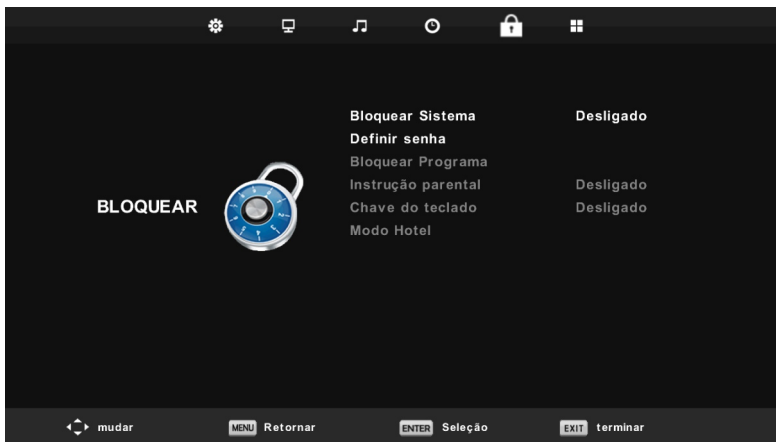 Bloquear Sistema Desligado
Definir senha
Bloquear Programa
Instrução parental Desligado
BLOQUEAR
Chave do teclado Desligado
Modo Hotel
mudar MENU Retornar ENTER Seleção EXIT terminar